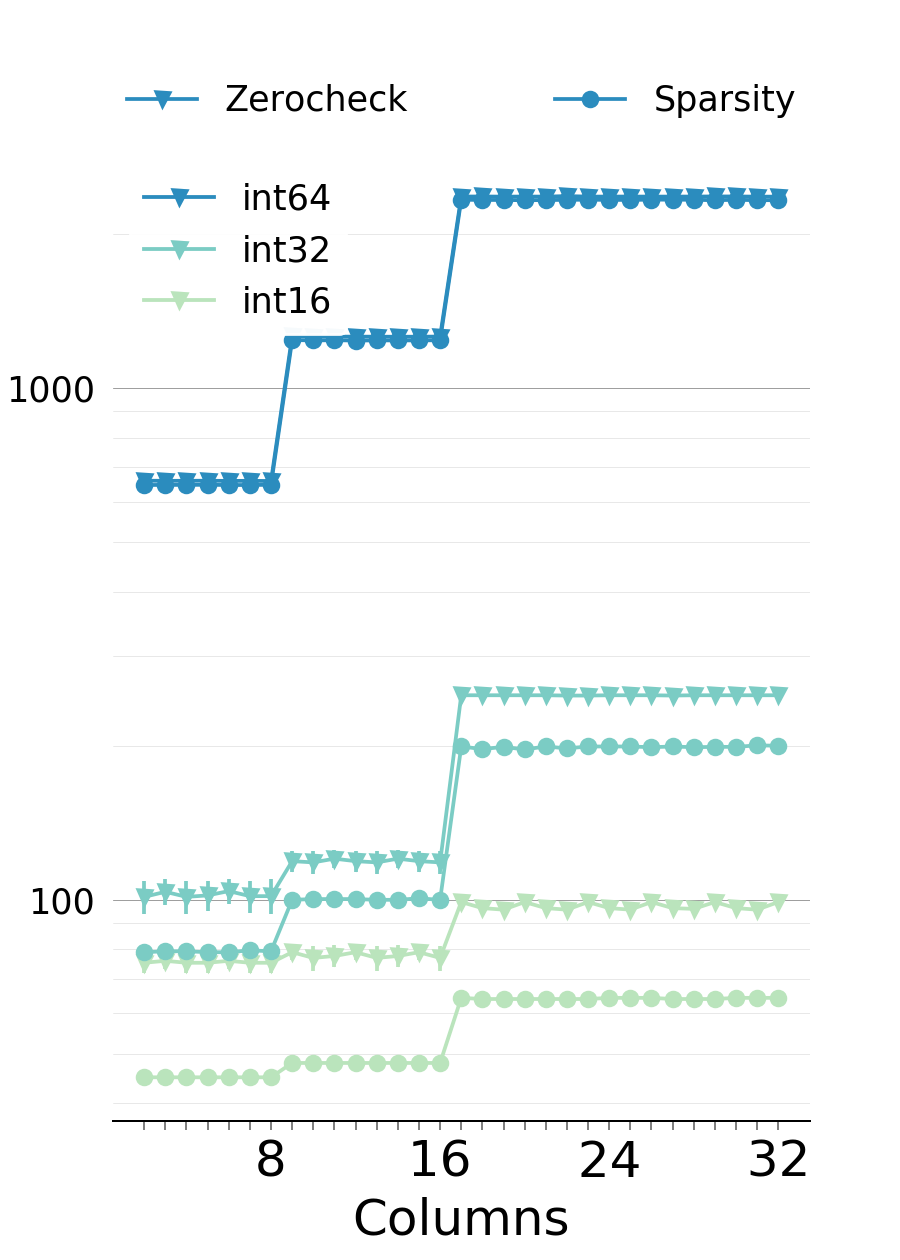 Zerocheck Sparsity
int64
int32
int16
1000
100
8 16 24 32
Columns